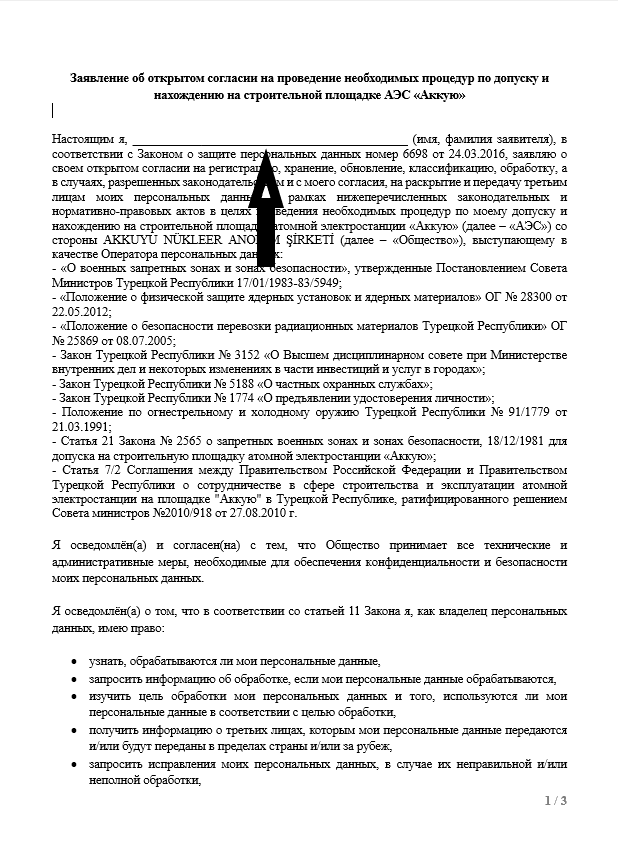 Заявление об открытом согласии на проведение необходимых процедур по допуску и
нахождению на строительной площадке АЭС «Аккую»
Настоящим я, ____________________________________________ (имя, фамилия заявителя), в
соответствии с Законом о защите персональных данных номер 6698 от 24.03.2016, заявляю о
своем открытом согласии на регистрацию, хранение, обновление, классификацию, обработку, а
в случаях, разрешенных и с моего согласия, на раскрытие и передачу третьим
лицам моих персональных рамках нижеперечисленных законодательных и
нормативно-правовых актов в целях проведения необходимых процедур по моему допуску и
нахождению на строительной атомной электростанции «Аккую» (далее – «АЭС») со
стороны AKKUYU NÜKLEER ŞİRKETİ (далее – «Общество»), выступающему в
качестве Оператора персональных данных:
- «О военных запретных зонах и зонах безопасности», утвержденные Постановлением Совета
Министров Турецкой Республики 17/01/1983-83/5949;
- «Положение о физической защите ядерных установок и ядерных материалов» ОГ № 28300 от
22.05.2012;
- «Положение о безопасности перевозки радиационных материалов Турецкой Республики» ОГ
№ 25869 от 08.07.2005;
- Закон Турецкой Республики № 3152 «О Высшем дисциплинарном совете при Министерстве
внутренних дел и некоторых изменениях в части инвестиций и услуг в городах»;
- Закон Турецкой Республики № 5188 «О частных охранных службах»;
- Закон Турецкой Республики № 1774 «О предъявлении удостоверения личности»;
- Положение по огнестрельному и холодному оружию Турецкой Республики № 91/1779 от
21.03.1991;
- Статья 21 Закона № 2565 о запретных военных зонах и зонах безопасности, 18/12/1981 для
допуска на строительную площадку атомной электростанции «Аккую»;
- Статья 7/2 Соглашения между Правительством Российской Федерации и Правительством
Турецкой Республики о сотрудничестве в сфере строительства и эксплуатации атомной
электростанции на площадке "Аккую" в Турецкой Республике, ратифицированного решением
Совета министров №2010/918 от 27.08.2010 г.
Я осведомлён(а) и согласен(на) с тем, что Общество принимает все технические и
административные меры, необходимые для обеспечения конфиденциальности и безопасности
моих персональных данных.
Я осведомлён(а) о том, что в соответствии со статьей 11 Закона я, как владелец персональных
данных, имею право:
• узнать, обрабатываются ли мои персональные данные,
• запросить информацию об обработке, если мои персональные данные обрабатываются,
• изучить цель обработки мои персональных данных и того, используются ли мои
персональные данные в соответствии с целью обработки,
• получить информацию о третьих лицах, которым мои персональные данные передаются
и/или будут переданы в пределах страны и/или за рубеж,
• запросить исправления моих персональных данных, в случае их неправильной и/или
неполной обработки,
1 / 3